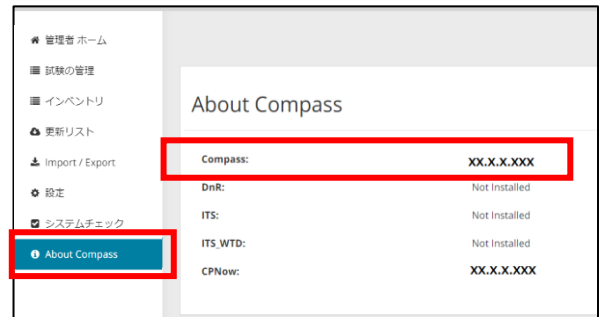 管理者 ホーム
試験の管理
インベントリ
更新リスト
Import / Export
設定
システムチェック
About Compass
About Compass
Compass: XX.X.X.XXX
DnR: Not Installed
ITS: Not Installed
ITS_WTD: Not Installed
CPNow: XX.X.X.XXX